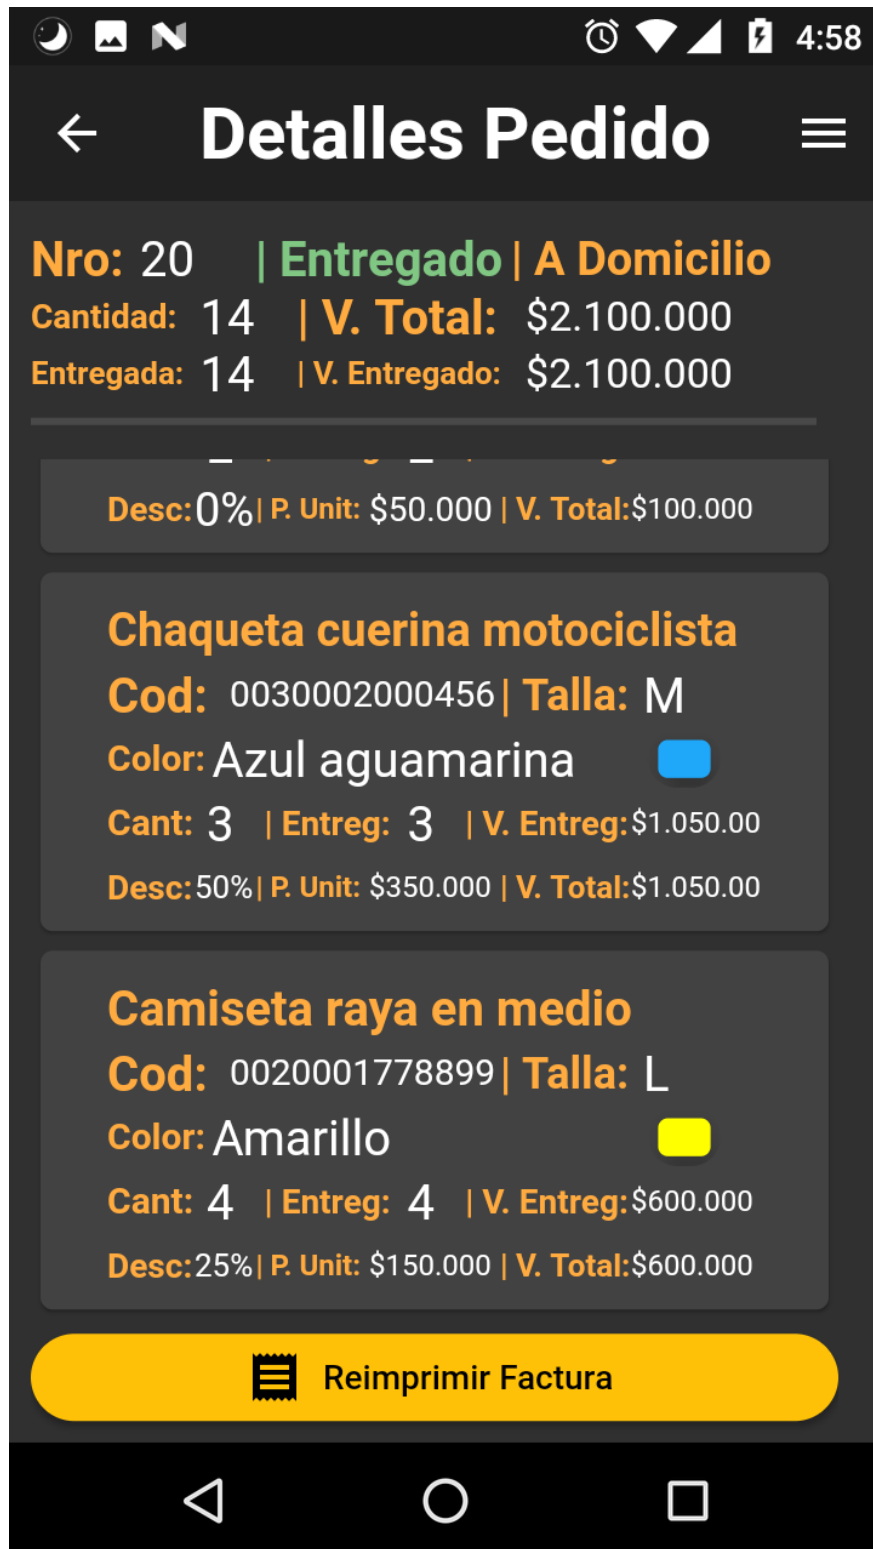 4:58
Detalles Pedido
Nro: 20 | Entregado | A Domicilio
Cantidad: 14 | V. Total: $2.100.000
Entregada: 14 | V. Entregado: $2.100.000
Desc:0%| P. Unit: $50.000 | V. Total:$100.000
Chaqueta cuerina motociclista
Cod: 0030002000456| Talla: M
Color: Azul aguamarina
Cant: 3 | Entreg: 3 | V. Entreg:$1.050.00
Desc:50%| P. Unit: $350.000 | V. Total:$1.050.00
Camiseta raya en medio
Cod: 0020001778899| Talla: L
Color: Amarillo
Cant: 4 | Entreg: 4 | V. Entreg:$600.000
Desc:25%| P. Unit: $150.000 | V. Total:$600.000
Reimprimir Factura